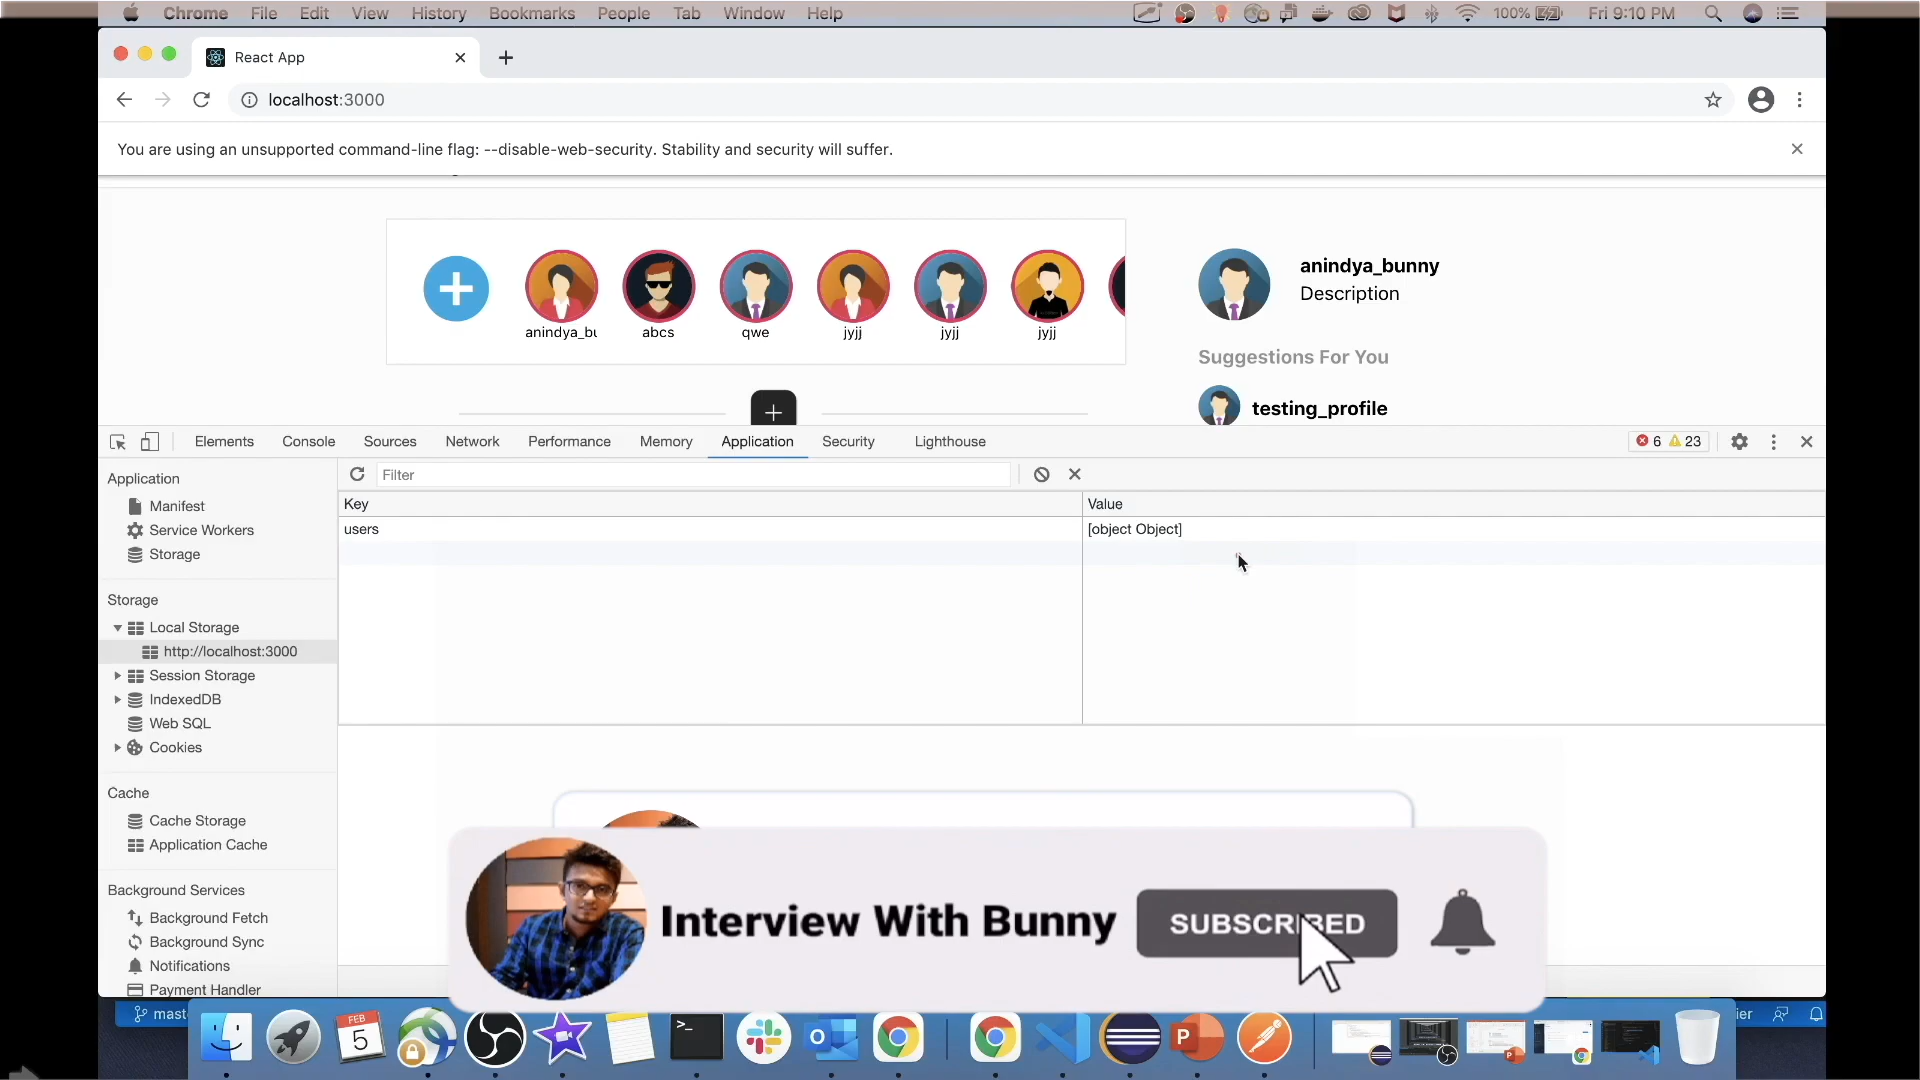 Chrome File Edit View History Bookmarks People Tab Window Help 100% Fri 9:10 PM
React App
localhost:3000
You are using an unsupported command-line flag: --disable-web-security. Stability and security will suffer.
anindya_bu abcs qwe jyjj jyjj jyjj
anindya_bunny
Description
Suggestions For You
testing_profile
Elements Console Sources Network Performance Memory Application Security Lighthouse 6 23
Application
Manifest
Service Workers
Storage
Storage
Local Storage
http://localhost:3000
Session Storage
IndexedDB
Web SQL
Cookies
Cache
Cache Storage
Application Cache
Background Services
Background Fetch
Background Sync
Notifications
Payment Handler
Filter
Key Value
users [object Object]
Interview With Bunny SUBSCRIBED
mast ier
FEB
5